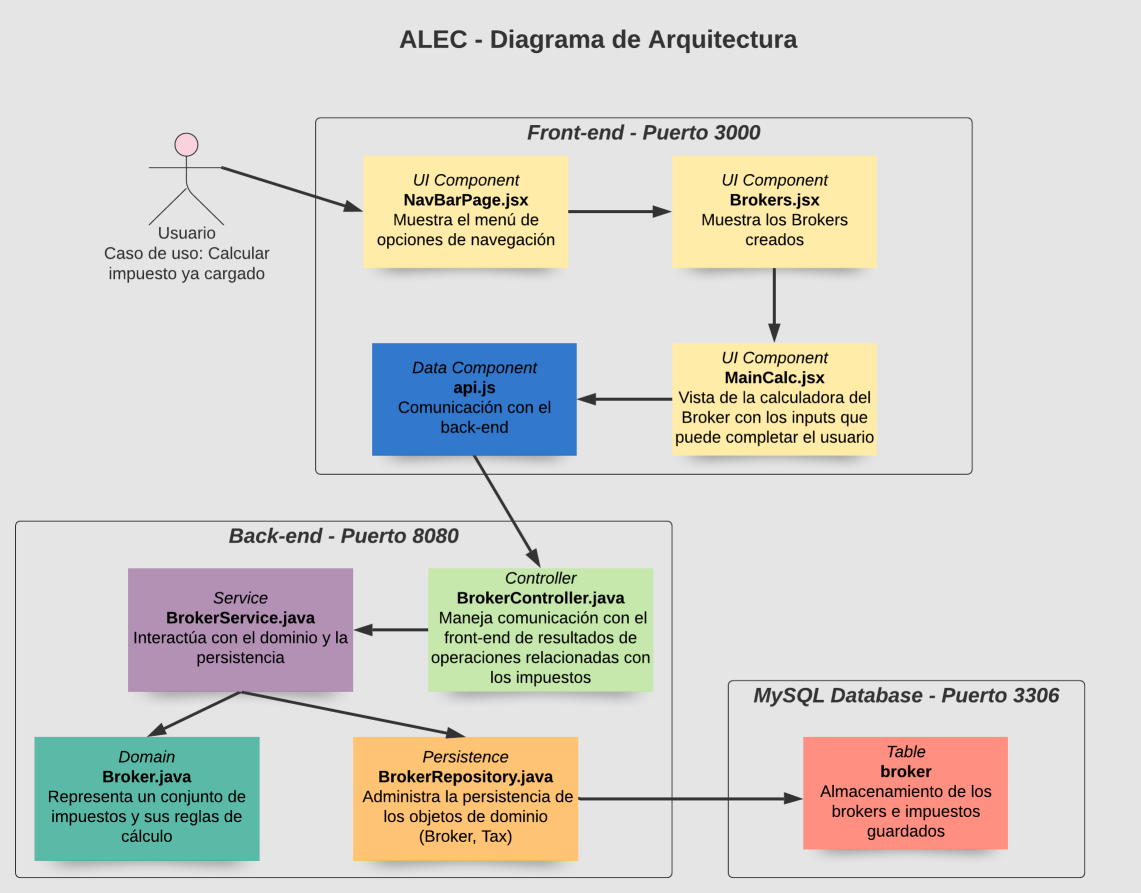 ALEC - Diagrama de Arquitectura
Front-end - Puerto 3000
UI Component
NavBarPage.jsx
Muestra el menú de
opciones de navegación
UI Component
Brokers.jsx
Muestra los Brokers
creados
Usuario
Caso de uso: Calcular
impuesto ya cargado
Data Component
api.js
Comunicación con el
back-end
UI Component
MainCalc.jsx
Vista de la calculadora del
Broker con los inputs que
puede completar el usuario
Back-end - Puerto 8080
Service
BrokerService.java
Interactúa con el dominio y la
persistencia
Controller
BrokerController.java
Maneja comunicación con el
front-end de resultados de
operaciones relacionadas con
los impuestos
Domain
Broker.java
Representa un conjunto de
impuestos y sus reglas de
cálculo
Persistence
BrokerRepository.java
Administra la persistencia de
los objetos de dominio
(Broker, Tax)
MySQL Database - Puerto 3306
Table
broker
Almacenamiento de los
brokers e impuestos
guardados